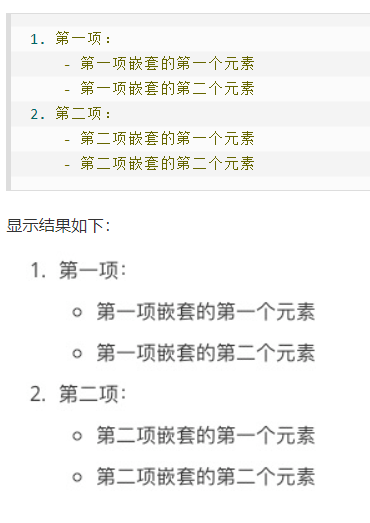 1. 第一项：
- 第一项嵌套的第一个元素
- 第一项嵌套的第二个元素
2. 第二项：
- 第二项嵌套的第一个元素
- 第二项嵌套的第二个元素
显示结果如下：
1. 第一项：
○ 第一项嵌套的第一个元素
○ 第一项嵌套的第二个元素
2. 第二项：
○ 第二项嵌套的第一个元素
○ 第二项嵌套的第二个元素